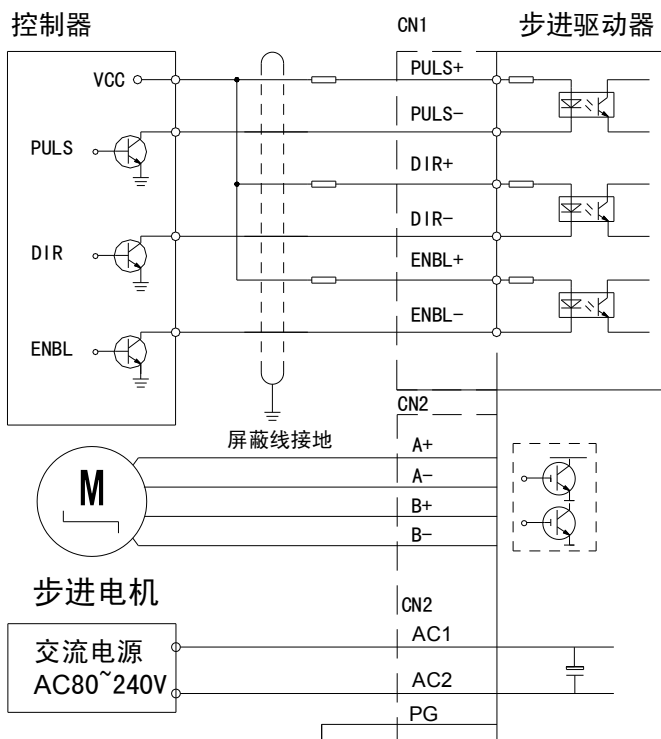 控制器
CN1
步进驱动器
VCC
PULS+
PULS-
PULS
DIR+
DIR-
DIR
ENBL+
ENBL-
ENBL
CN2
屏蔽线接地
A+
A-
B+
B-
M
步进电机
CN2
交流电源
AC80~240V
AC1
AC2
PG